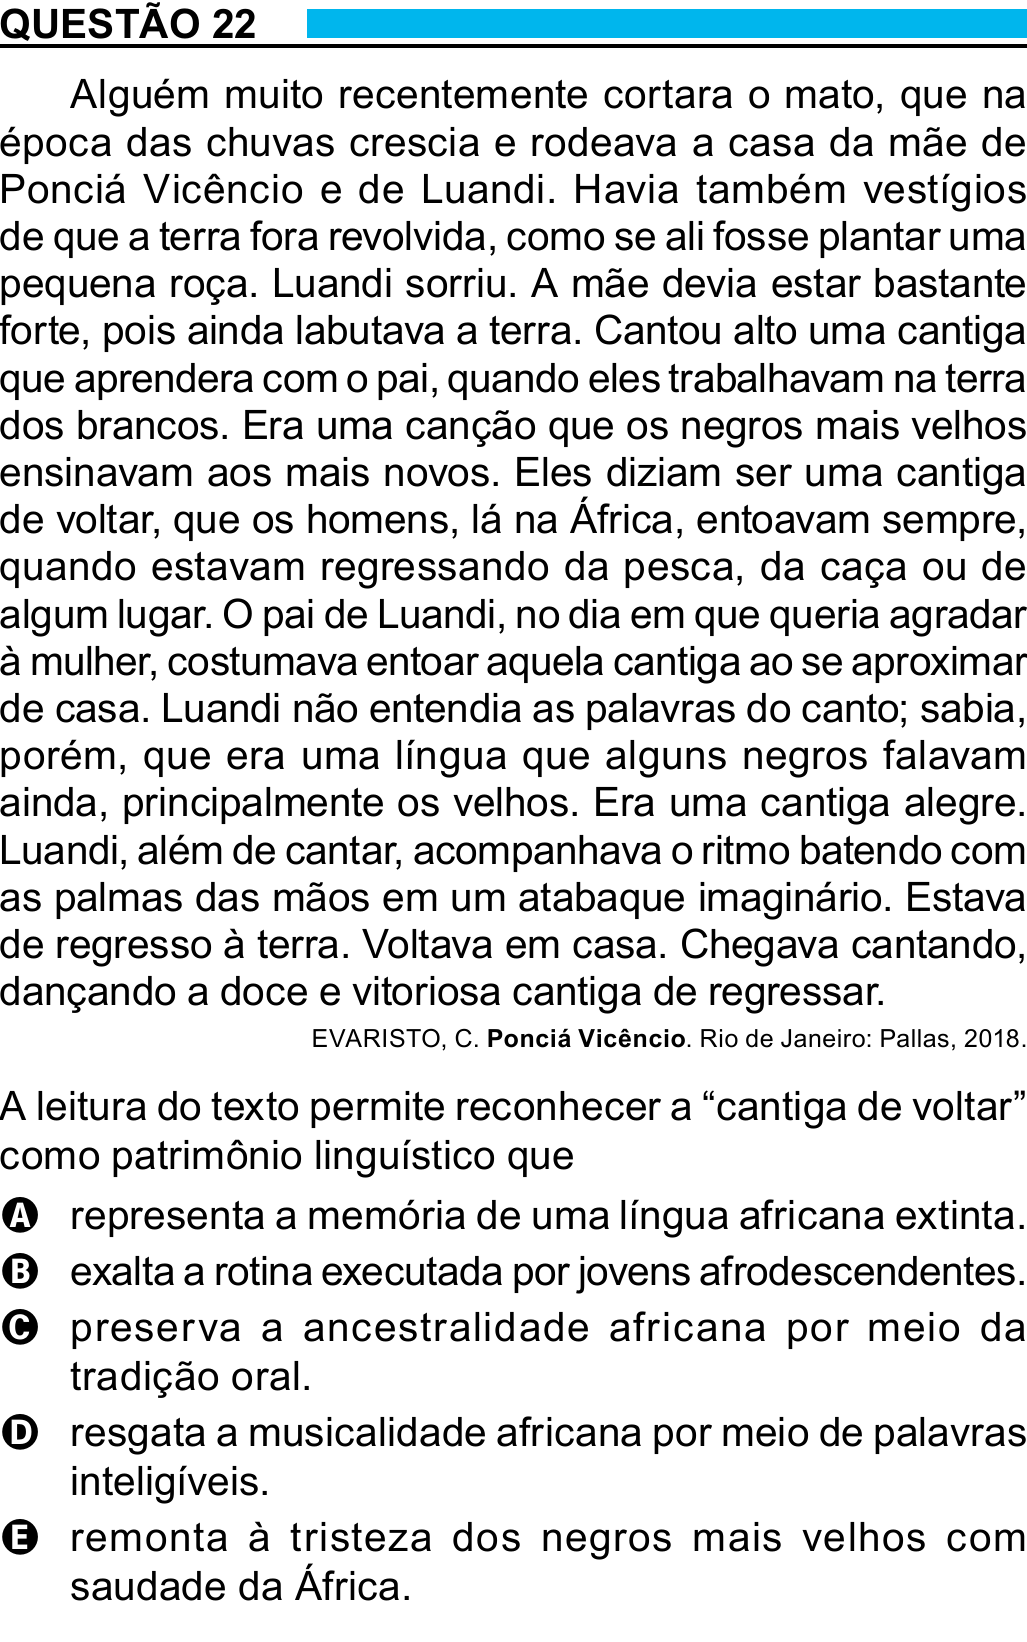 QUESTÃO 22
Alguém muito recentemente cortara o mato, que na
época das chuvas crescia e rodeava a casa da mãe de
Ponciá Vicêncio e de Luandi. Havia também vestígios
de que a terra fora revolvida, como se ali fosse plantar uma
pequena roça. Luandi sorriu. A mãe devia estar bastante
forte, pois ainda labutava a terra. Cantou alto uma cantiga
que aprendera com o pai, quando eles trabalhavam na terra
dos brancos. Era uma canção que os negros mais velhos
ensinavam aos mais novos. Eles diziam ser uma cantiga
de voltar, que os homens, lá na África, entoavam sempre,
quando estavam regressando da pesca, da caça ou de
algum lugar. O pai de Luandi, no dia em que queria agradar
à mulher, costumava entoar aquela cantiga ao se aproximar
de casa. Luandi não entendia as palavras do canto; sabia,
porém, que era uma língua que alguns negros falavam
ainda, principalmente os velhos. Era uma cantiga alegre.
Luandi, além de cantar, acompanhava o ritmo batendo com
as palmas das mãos em um atabaque imaginário. Estava
de regresso à terra. Voltava em casa. Chegava cantando,
dançando a doce e vitoriosa cantiga de regressar.
EVARISTO, C. Ponciá Vicêncio. Rio de Janeiro: Pallas, 2018.
A leitura do texto permite reconhecer a “cantiga de voltar”
como patrimônio linguístico que
A representa a memória de uma língua africana extinta.
B exalta a rotina executada por jovens afrodescendentes.
C preserva a ancestralidade africana por meio da
tradição oral.
D resgata a musicalidade africana por meio de palavras
inteligíveis.
E remonta à tristeza dos negros mais velhos com
saudade da África.